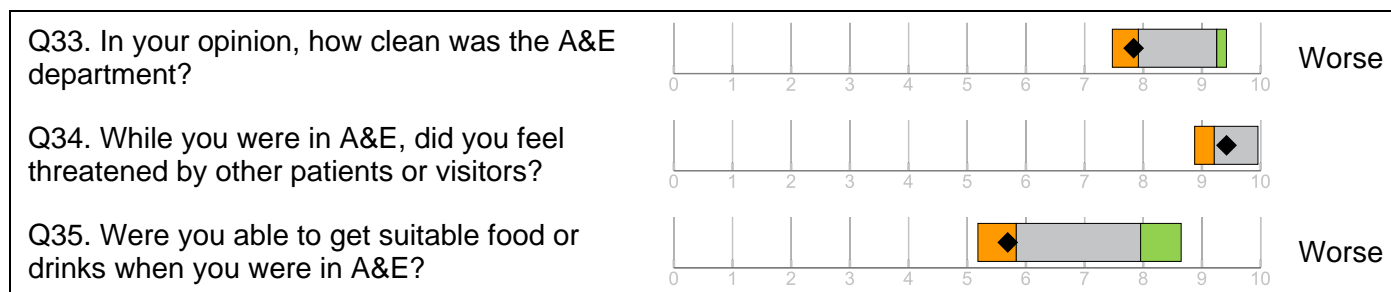 Q33. In your opinion, how clean was the A&E
department?
0 1 2 3 4 5 6 7 8 9 10
Worse
Q34. While you were in A&E, did you feel
threatened by other patients or visitors?
0 1 2 3 4 5 6 7 8 9 10
Q35. Were you able to get suitable food or
drinks when you were in A&E?
0 1 2 3 4 5 6 7 8 9 10
Worse